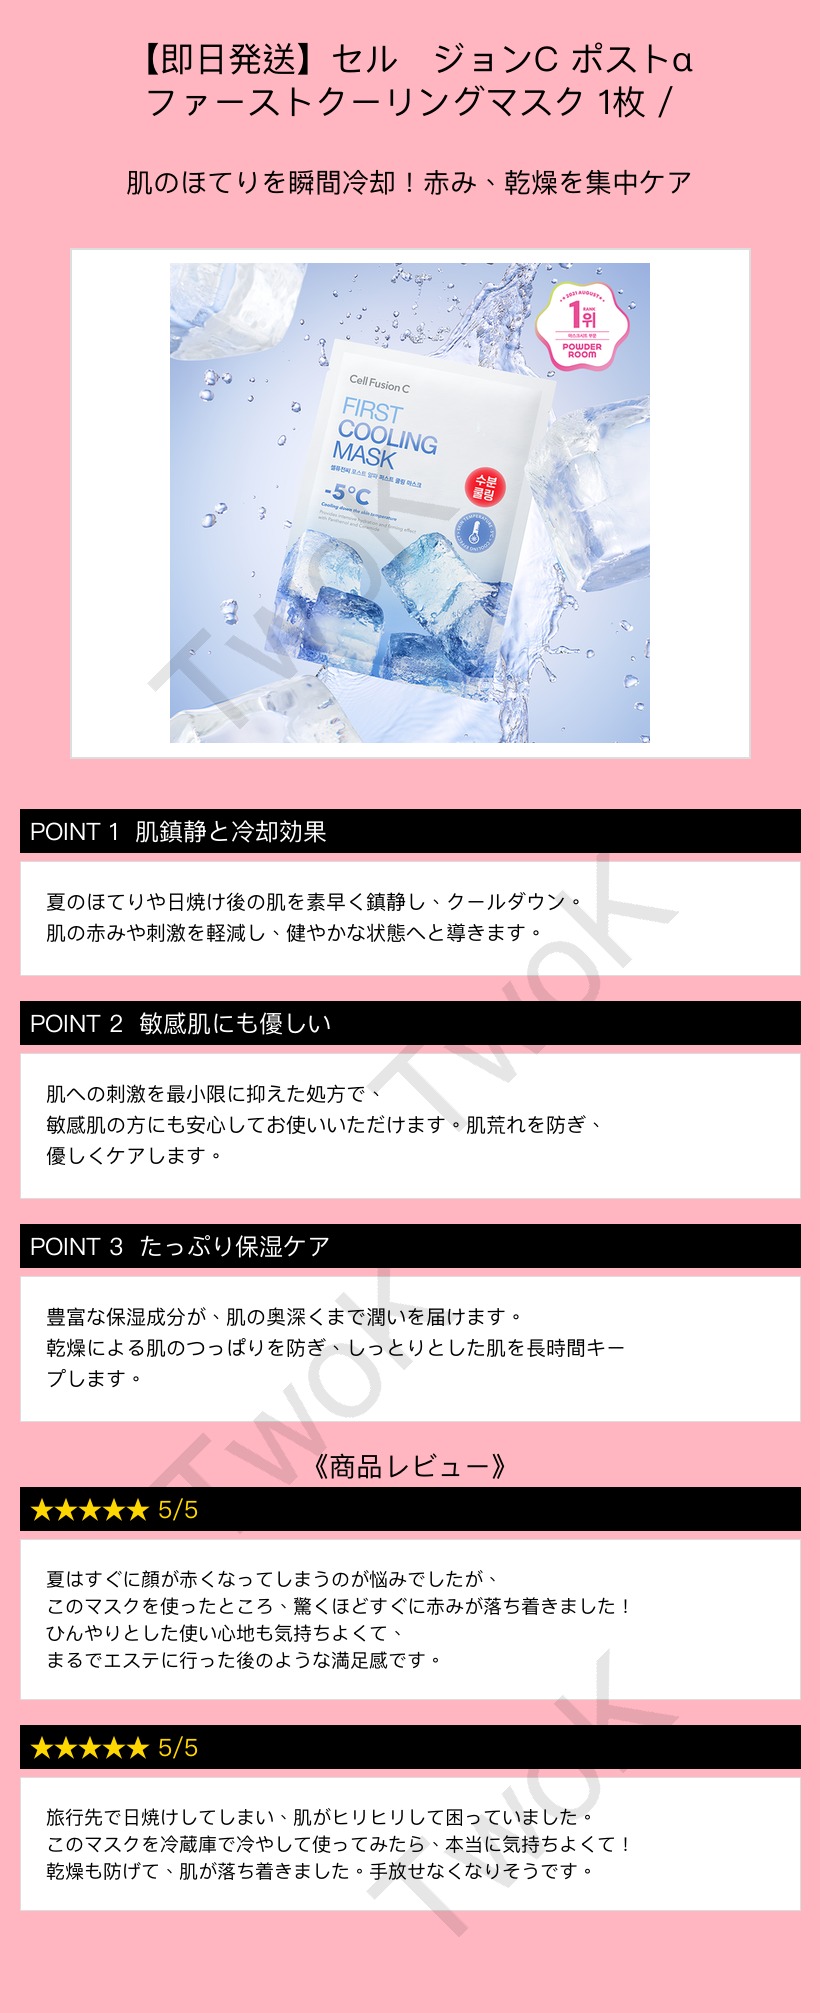 【即日発送】セル　ジョンC ポストα
ファーストクーリングマスク 1枚 /
肌のほてりを瞬間冷却！赤み、乾燥を集中ケア
2021 AUGUST
1위
RANK
마스크시트 부문
POWDER
ROOM
Cell Fusion C
FIRST
COOLING
MASK
셀퓨전씨 포스트 알파 퍼스트 쿨링 마스크
-5°C
Cooling down the skin temperature
수분
쿨링
TwoK
POINT 1 肌鎮静と冷却効果
夏のほてりや日焼け後の肌を素早く鎮静し、クールダウン。
肌の赤みや刺激を軽減し、健やかな状態へと導きます。
TwoK
POINT 2 敏感肌にも優しい
肌への刺激を最小限に抑えた処方で、
敏感肌の方にも安心してお使いいただけます。肌荒れを防ぎ、
優しくケアします。
POINT 3 たっぷり保湿ケア
豊富な保湿成分が、肌の奥深くまで潤いを届けます。
乾燥による肌のつっぱりを防ぎ、しっとりとした肌を長時間キー
プします。
TwoK
《商品レビュー》
★★★★★ 5/5
夏はすぐに顔が赤くなってしまうのが悩みでしたが、
このマスクを使ったところ、驚くほどすぐに赤みが落ち着きました！
ひんやりとした使い心地も気持ちよくて、
まるでエステに行った後のような満足感です。
★★★★★ 5/5
旅行先で日焼けしてしまい、肌がヒリヒリして困っていました。
このマスクを冷蔵庫で冷やして使ってみたら、本当に気持ちよくて！
乾燥も防げて、肌が落ち着きました。手放せなくなりそうです。
TwoK